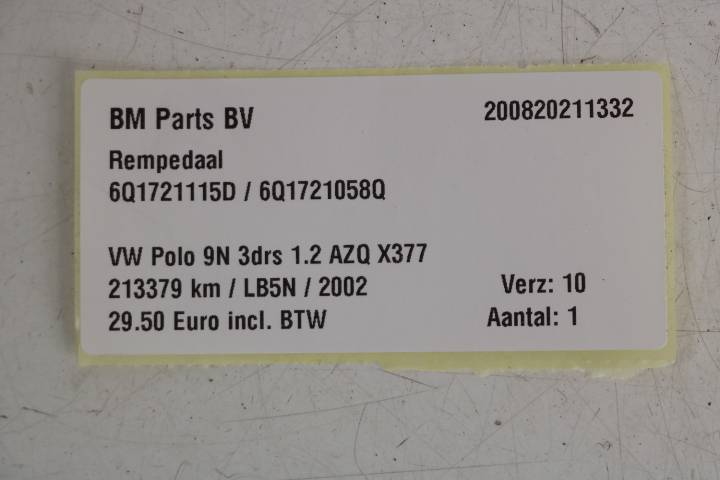 BM Parts BV 200820211332
Rempedaal
6Q1721115D / 6Q1721058Q
VW Polo 9N 3drs 1.2 AZQ X377
213379 km / LB5N / 2002 Verz: 10
29.50 Euro incl. BTW Aantal: 1